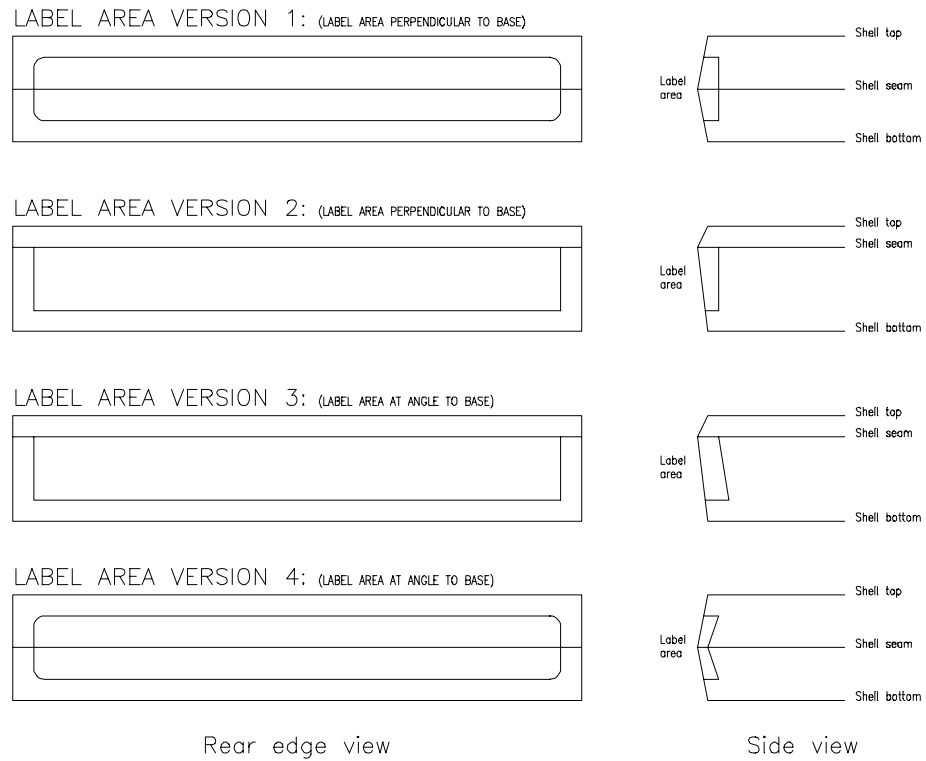 LABEL AREA VERSION 1: (LABEL AREA PERPENDICULAR TO BASE)
Shell top
Label
area
Shell seam
Shell bottom
LABEL AREA VERSION 2: (LABEL AREA PERPENDICULAR TO BASE)
Shell top
Shell seam
Label
area
Shell bottom
LABEL AREA VERSION 3: (LABEL AREA AT ANGLE TO BASE)
Shell top
Shell seam
Label
area
Shell bottom
LABEL AREA VERSION 4: (LABEL AREA AT ANGLE TO BASE)
Shell top
Label
area
Shell seam
Shell bottom
Rear edge view
Side view